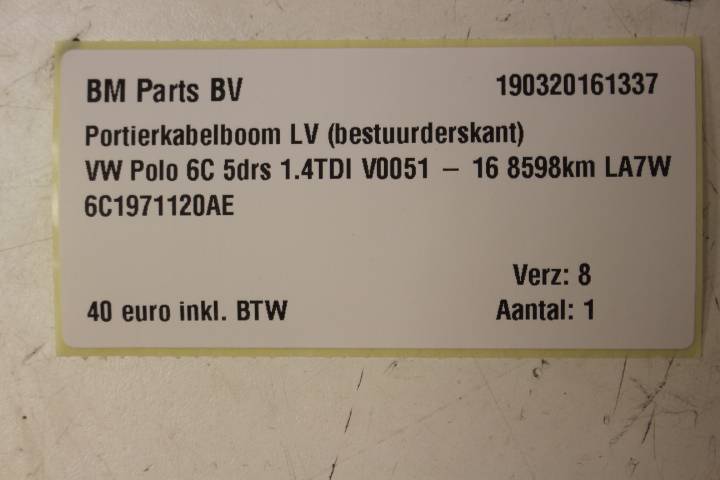 BM Parts BV 190320161337
Portierkabelboom LV (bestuurderskant)
VW Polo 6C 5drs 1.4TDI V0051 – 16 8598km LA7W
6C1971120AE
Verz: 8
40 euro inkl. BTW Aantal: 1